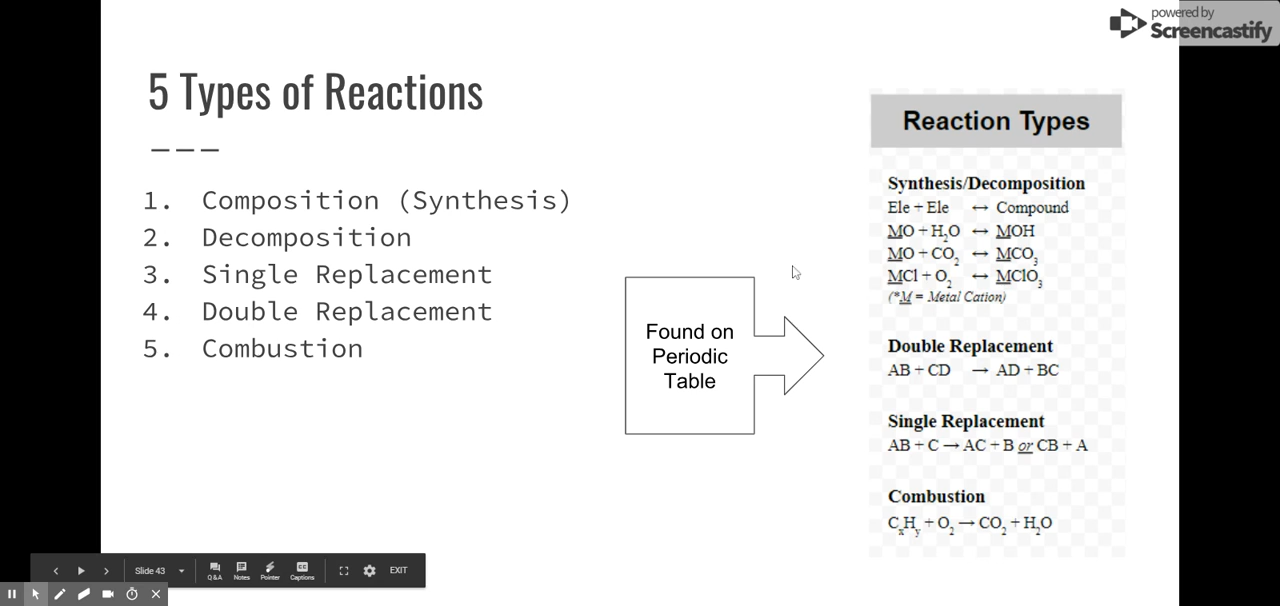 powered by
Screencastify
5 Types of Reactions
1. Composition (Synthesis)
2. Decomposition
3. Single Replacement
4. Double Replacement
5. Combustion
Found on
Periodic
Table
Reaction Types
Synthesis/Decomposition
Ele + Ele ↔ Compound
MO + H₂O ↔ MOH
MO + CO₂ ↔ MCO₃
MCl + O₂ ↔ MClO₃
(*M = Metal Cation)
Double Replacement
AB + CD → AD + BC
Single Replacement
AB + C → AC + B or CB + A
Combustion
CₓHᵧ + O₂ → CO₂ + H₂O
Slide 43
Q&A
Notes
Pointer
Captions
EXIT